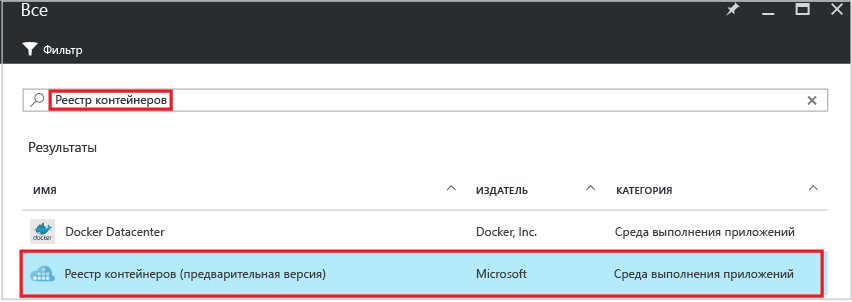 Все
Фильтр
Реестр контейнеров
Результаты
ИМЯ ИЗДАТЕЛЬ КАТЕГОРИЯ
docker Docker Datacenter Docker, Inc. Среда выполнения приложений
Реестр контейнеров (предварительная версия) Microsoft Среда выполнения приложений